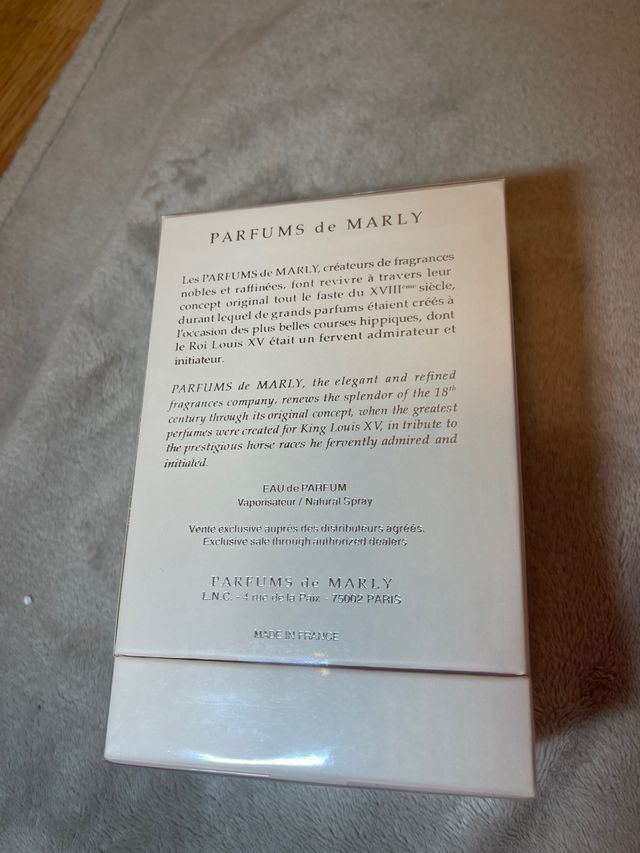 PARFUMS de MARLY
Les PARFUMS de MARLY, créateurs de fragrances
nobles et raffinées, font revivre à travers leur
concept original tout le faste du XVIIIème siècle,
durant lequel de grands parfums étaient créés à
l'occasion des plus belles courses hippiques, dont
le Roi Louis XV était un fervent admirateur et
initiateur.
PARFUMS de MARLY, the elegant and refined
fragrances company, renews the splendor of the 18th
century through its original concept, when the greatest
perfumes were created for King Louis XV, in tribute to
the prestigious horse races he fervently admired and
initiated.
EAU de PARFUM
Vaporisateur / Natural Spray
Vente exclusive auprès des distributeurs agréés.
Exclusive sale through authorized dealers
PARFUMS de MARLY
L.N.C. - 4 rue de la Paix - 75002 PARIS
MADE IN FRANCE